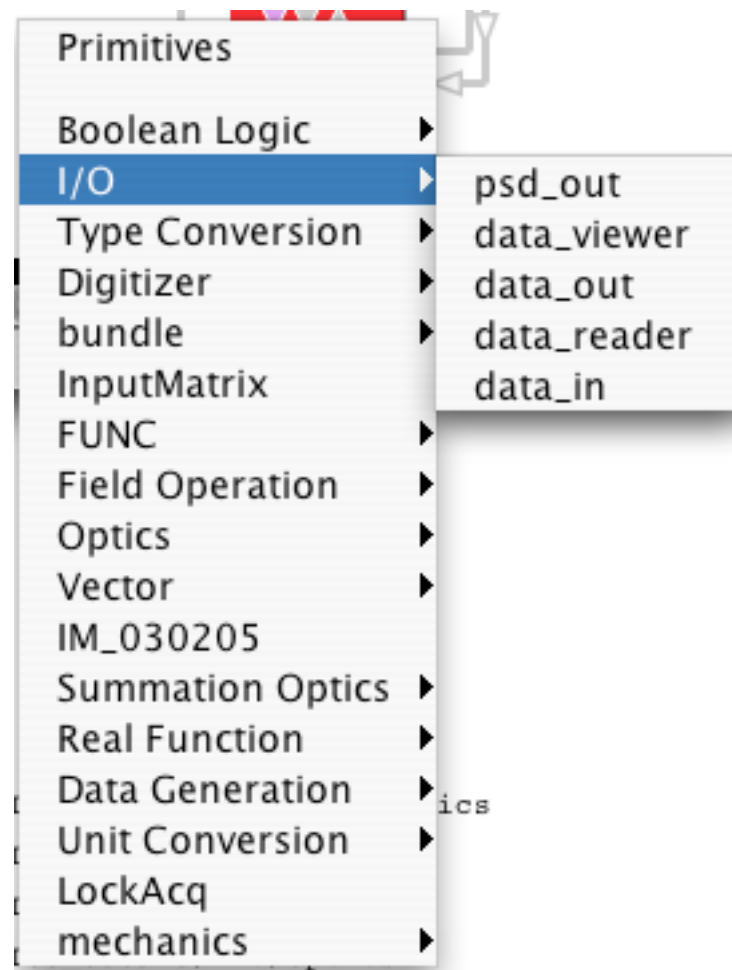 Primitives
Boolean Logic
I/O
Type Conversion
Digitizer
bundle
InputMatrix
FUNC
Field Operation
Optics
Vector
IM_030205
Summation Optics
Real Function
Data Generation
Unit Conversion
LockAcq
mechanics
psd_out
data_viewer
data_out
data_reader
data_in
ics